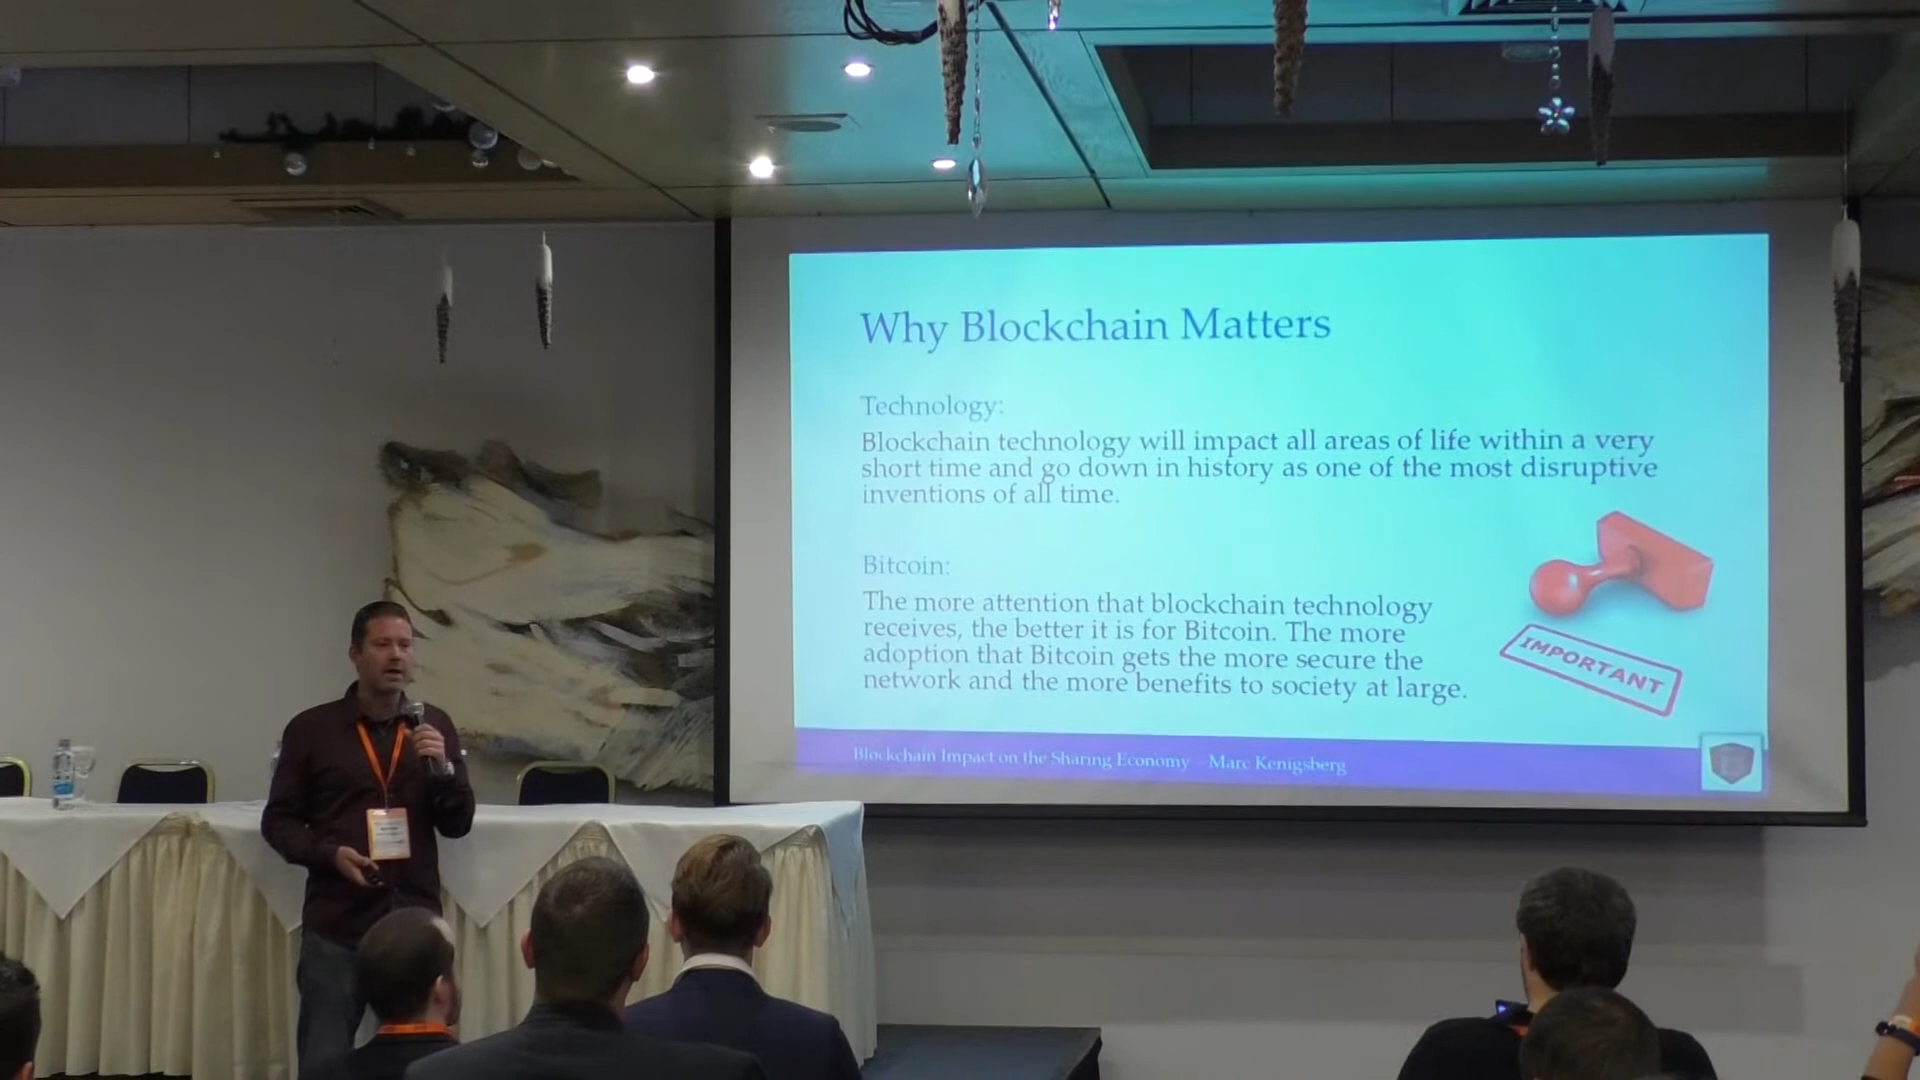 Why Blockchain Matters
Technology:
Blockchain technology will impact all areas of life within a very
short time and go down in history as one of the most disruptive
inventions of all time.
Bitcoin:
The more attention that blockchain technology
receives, the better it is for Bitcoin. The more
adoption that Bitcoin gets the more secure the
network and the more benefits to society at large.
IMPORTANT
Blockchain Impact on the Sharing Economy – Marc Kenigsberg